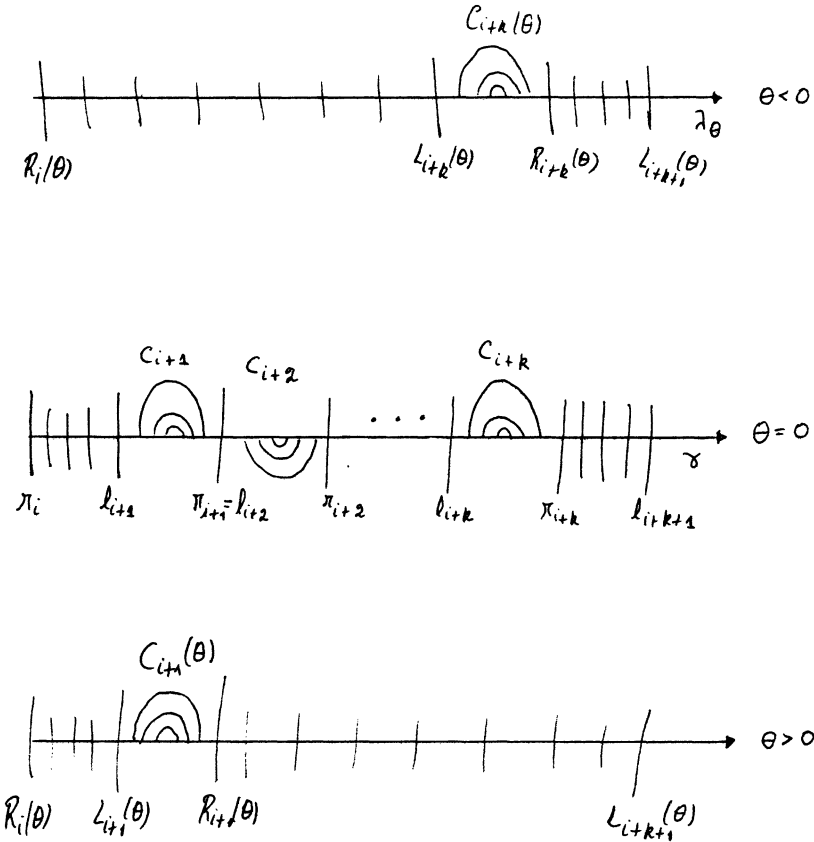 C_{i+k}(θ)
θ<0
λ_θ
R_i(θ) L_{i+k}(θ) R_{i+k}(θ) L_{i+k+1}(θ)
C_{i+1} C_{i+2} C_{i+k}
. . .
θ=0
γ
r_i l_{i+1} r_{i+1}=l_{i+2} r_{i+2} l_{i+k} r_{i+k} l_{i+k+1}
C_{i+1}(θ)
θ>0
R_i(θ) L_{i+1}(θ) R_{i+1}(θ) L_{i+k+1}(θ)